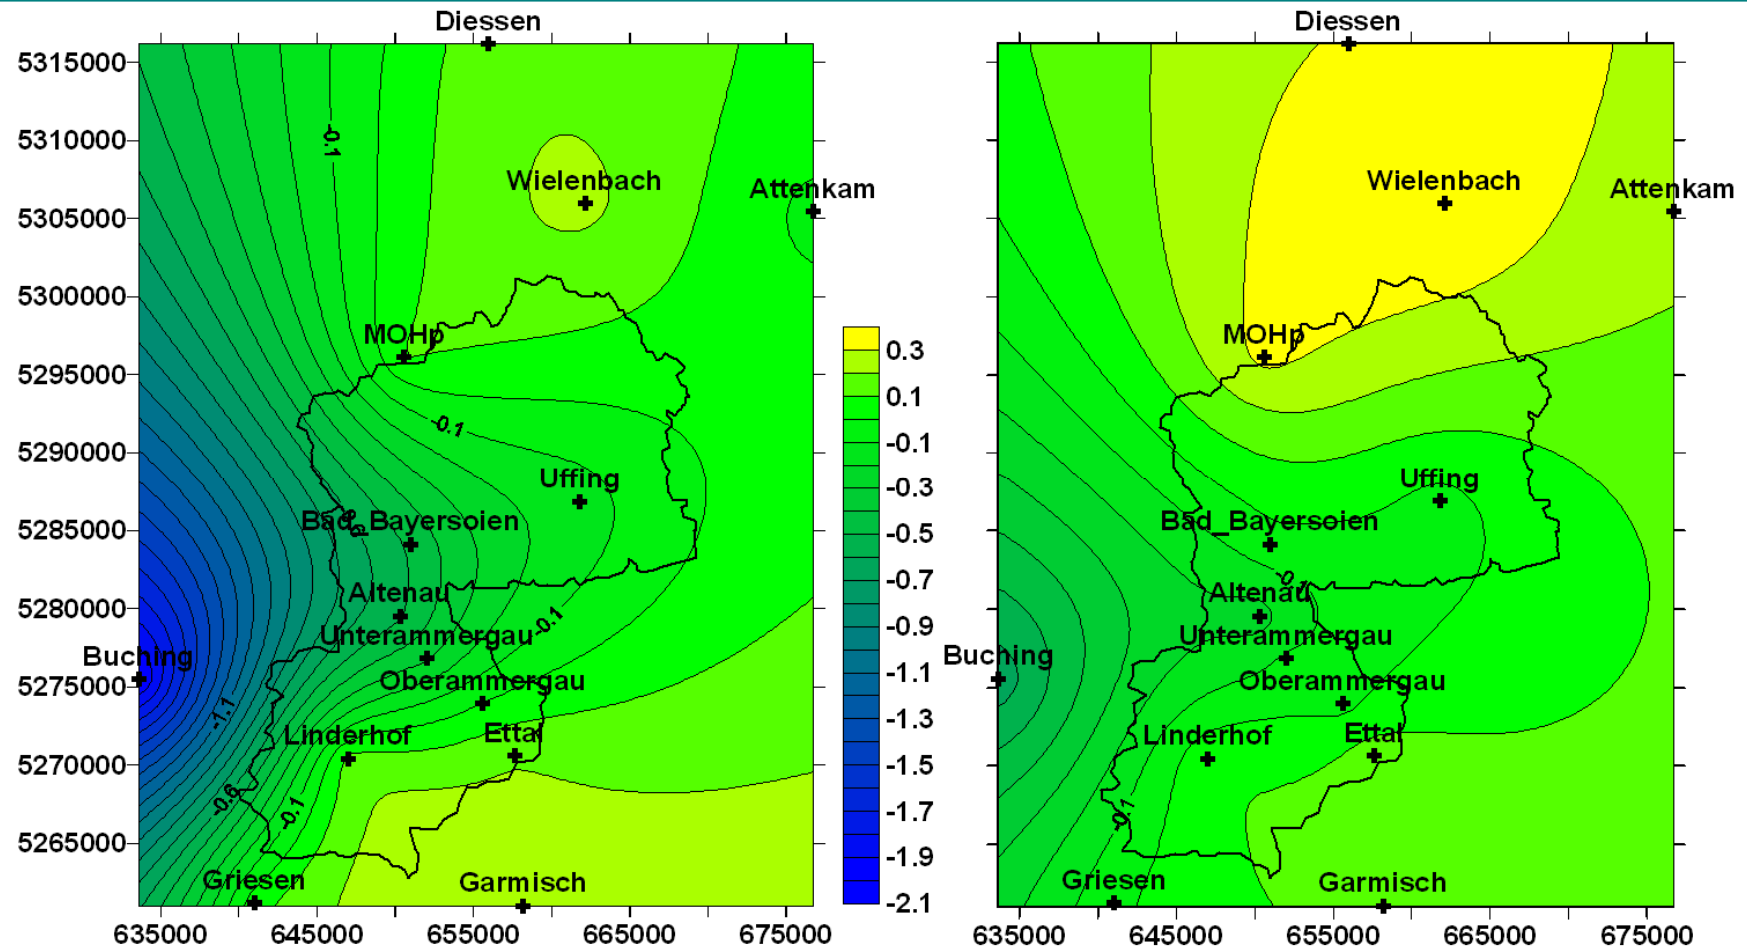 Diessen
Diessen
5315000
-0.1
5310000
Wielenbach
Wielenbach
Attenkam
Attenkam
5305000
5300000
MOHp
MOHp
0.3
5295000
0.1
-0.1
-0.1
5290000
Uffing
Uffing
-0.3
Bad_Bayersoien
Bad_Bayersoien
5285000
-0.5
-0.1
Altenau
Altenau
-0.7
5280000
-0.1
-0.9
Unterammergau
Unterammergau
Buching
Buching
-1.1
5275000
Oberammergau
Oberammergau
-1.1
-1.3
Linderhof
Ettal
Linderhof
Ettal
5270000
-1.5
-0.6
-0.1
-0.1
-1.7
5265000
-1.9
Griesen
Garmisch
Griesen
Garmisch
-2.1
635000
645000
655000
665000
675000
635000
645000
655000
665000
675000